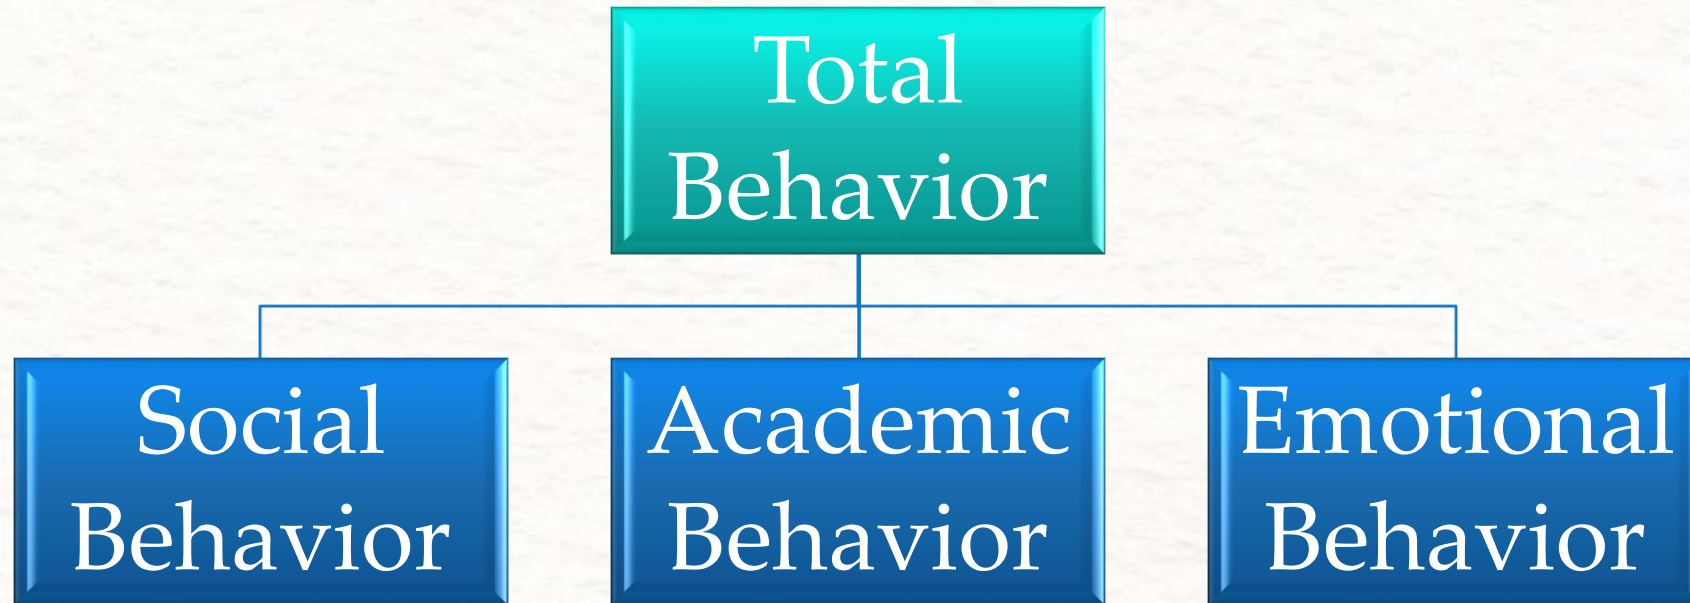 Total
Behavior
Social
Behavior
Academic
Behavior
Emotional
Behavior